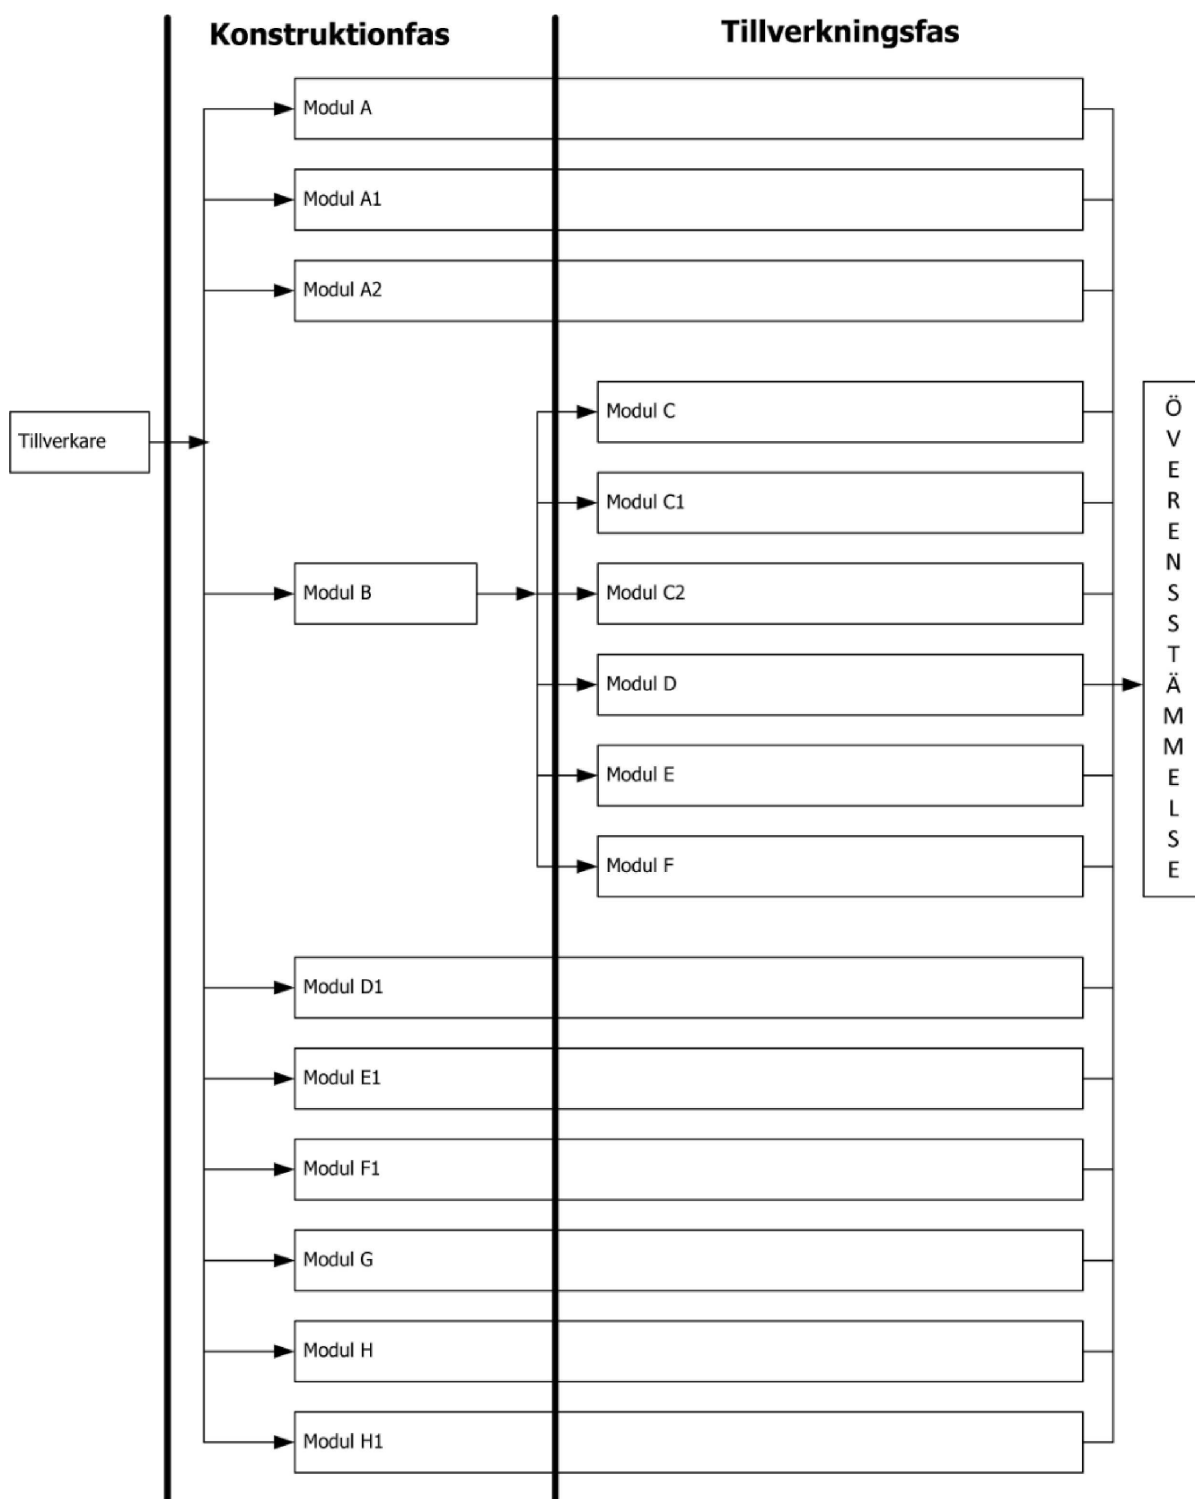 Konstruktionfas
Tillverkningsfas
Modul A
Modul A1
Modul A2
Tillverkare
Modul B
Modul C
Modul C1
Modul C2
Modul D
Modul E
Modul F
Modul D1
Modul E1
Modul F1
Modul G
Modul H
Modul H1
Ö
V
E
R
E
N
S
S
T
Ä
M
M
E
L
S
E